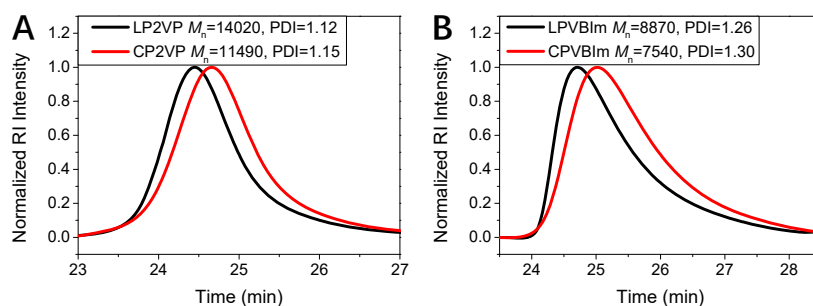 A
LP2VP Mn=14020, PDI=1.12
CP2VP Mn=11490, PDI=1.15
Normalized RI Intensity
1.2
1.0
0.8
0.6
0.4
0.2
0.0
23 24 25 26 27
Time (min)
B
LPVBIm Mn=8870, PDI=1.26
CPVBIm Mn=7540, PDI=1.30
Normalized RI Intensity
1.2
1.0
0.8
0.6
0.4
0.2
0.0
24 25 26 27 28
Time (min)